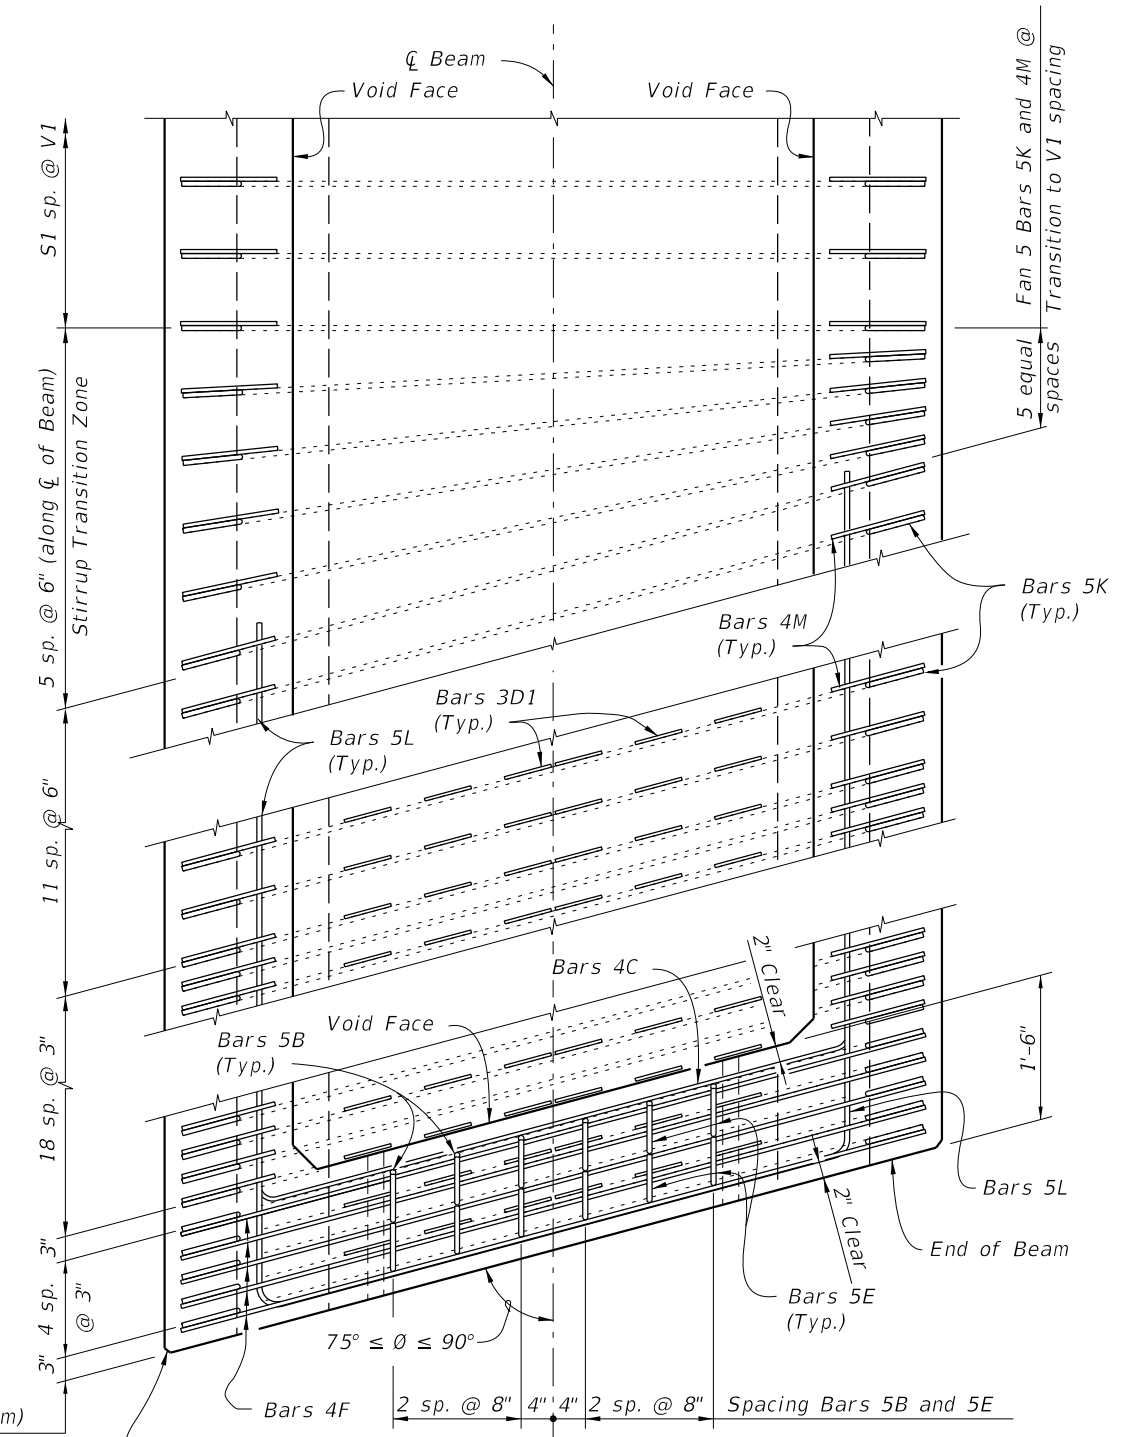 ℄ Beam
Void Face
Void Face
S1 sp. @ V1
Fan 5 Bars 5K and 4M @
Transition to V1 spacing
5 equal
spaces
5 sp. @ 6" (along ℄ of Beam)
Stirrup Transition Zone
Bars 5K
(Typ.)
Bars 4M
(Typ.)
Bars 3D1
(Typ.)
Bars 5L
(Typ.)
11 sp. @ 6"
2" Clear
Bars 4C
Void Face
Bars 5B
(Typ.)
18 sp. @ 3"
1'-6"
Bars 5L
2" Clear
End of Beam
3"
4 sp.
@ 3"
3"
Bars 5E
(Typ.)
75° ≤ Ø ≤ 90°
Bars 4F
2 sp. @ 8" 4" 4" 2 sp. @ 8" Spacing Bars 5B and 5E
m)